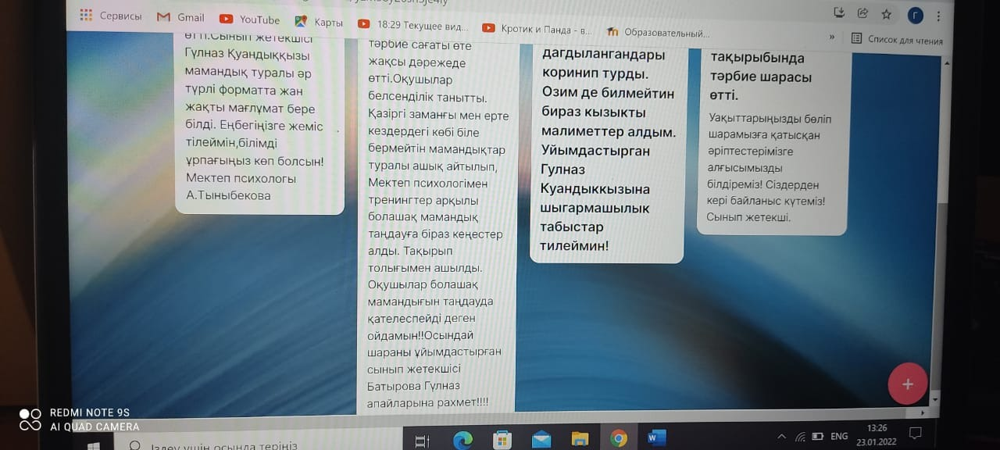 Сервисы
Gmail
YouTube
Карты
18:29 Текущее вид...
Кротик и Панда - в...
Образовательный...
»
Список для чтения
Г
өтті.Сынып жетекшісі
Гүлназ Қуандыққызы
мамандық туралы әр
түрлі форматта жан
жақты мағлұмат бере
білді. Еңбегіңізге жеміс
тілеймін,білімді
ұрпағыңыз көп болсын!
Мектеп психологы
А.Тыныбекова
тәрбие сағаты өте
жақсы дәрежеде
өтті.Оқушылар
белсенділік танытты.
Қазіргі заманғы мен ерте
кездердегі көбі біле
бермейтін мамандықтар
туралы ашық айтылып,
Мектеп психологімен
тренингтер арқылы
болашақ мамандық
таңдауға біраз кеңестер
алды. Тақырып
толығымен ашылды.
Оқушылар болашақ
мамандығын таңдауда
қателеспейді деген
ойдамын!!Осындай
шараны ұйымдастырған
сынып жетекшісі
Батырова Гүлназ
апайларына рахмет!!!!
дагдылангандары
коринип турды.
Озим де билмейтин
бираз кызыкты
малиметтер алдым.
Уйымдастырган
Гулназ
Куандыккызына
шыгармашылык
табыстар
тилеймин!
тақырыбында
тәрбие шарасы
өтті.
Уақыттарыңызды бөліп
шарамызға қатысқан
әріптестерімізге
алғысымызды
білдіреміз! Сіздерден
кері байланыс күтеміз!
Сынып жетекші.
+
REDMI NOTE 9S
AI QUAD CAMERA
Іздеу үшін осында теріңіз
W
ENG
13:26
23.01.2022